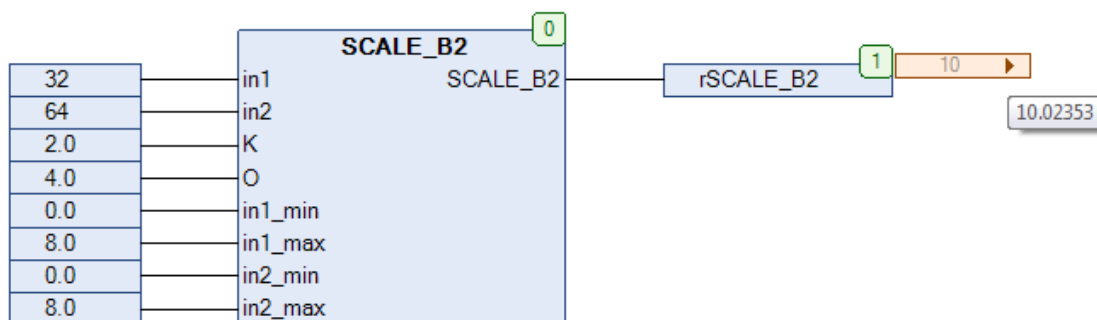 0
SCALE_B2
32 in1 SCALE_B2 rSCALE_B2 1 10
64 in2
10.02353
2.0 K
4.0 O
0.0 in1_min
8.0 in1_max
0.0 in2_min
8.0 in2_max